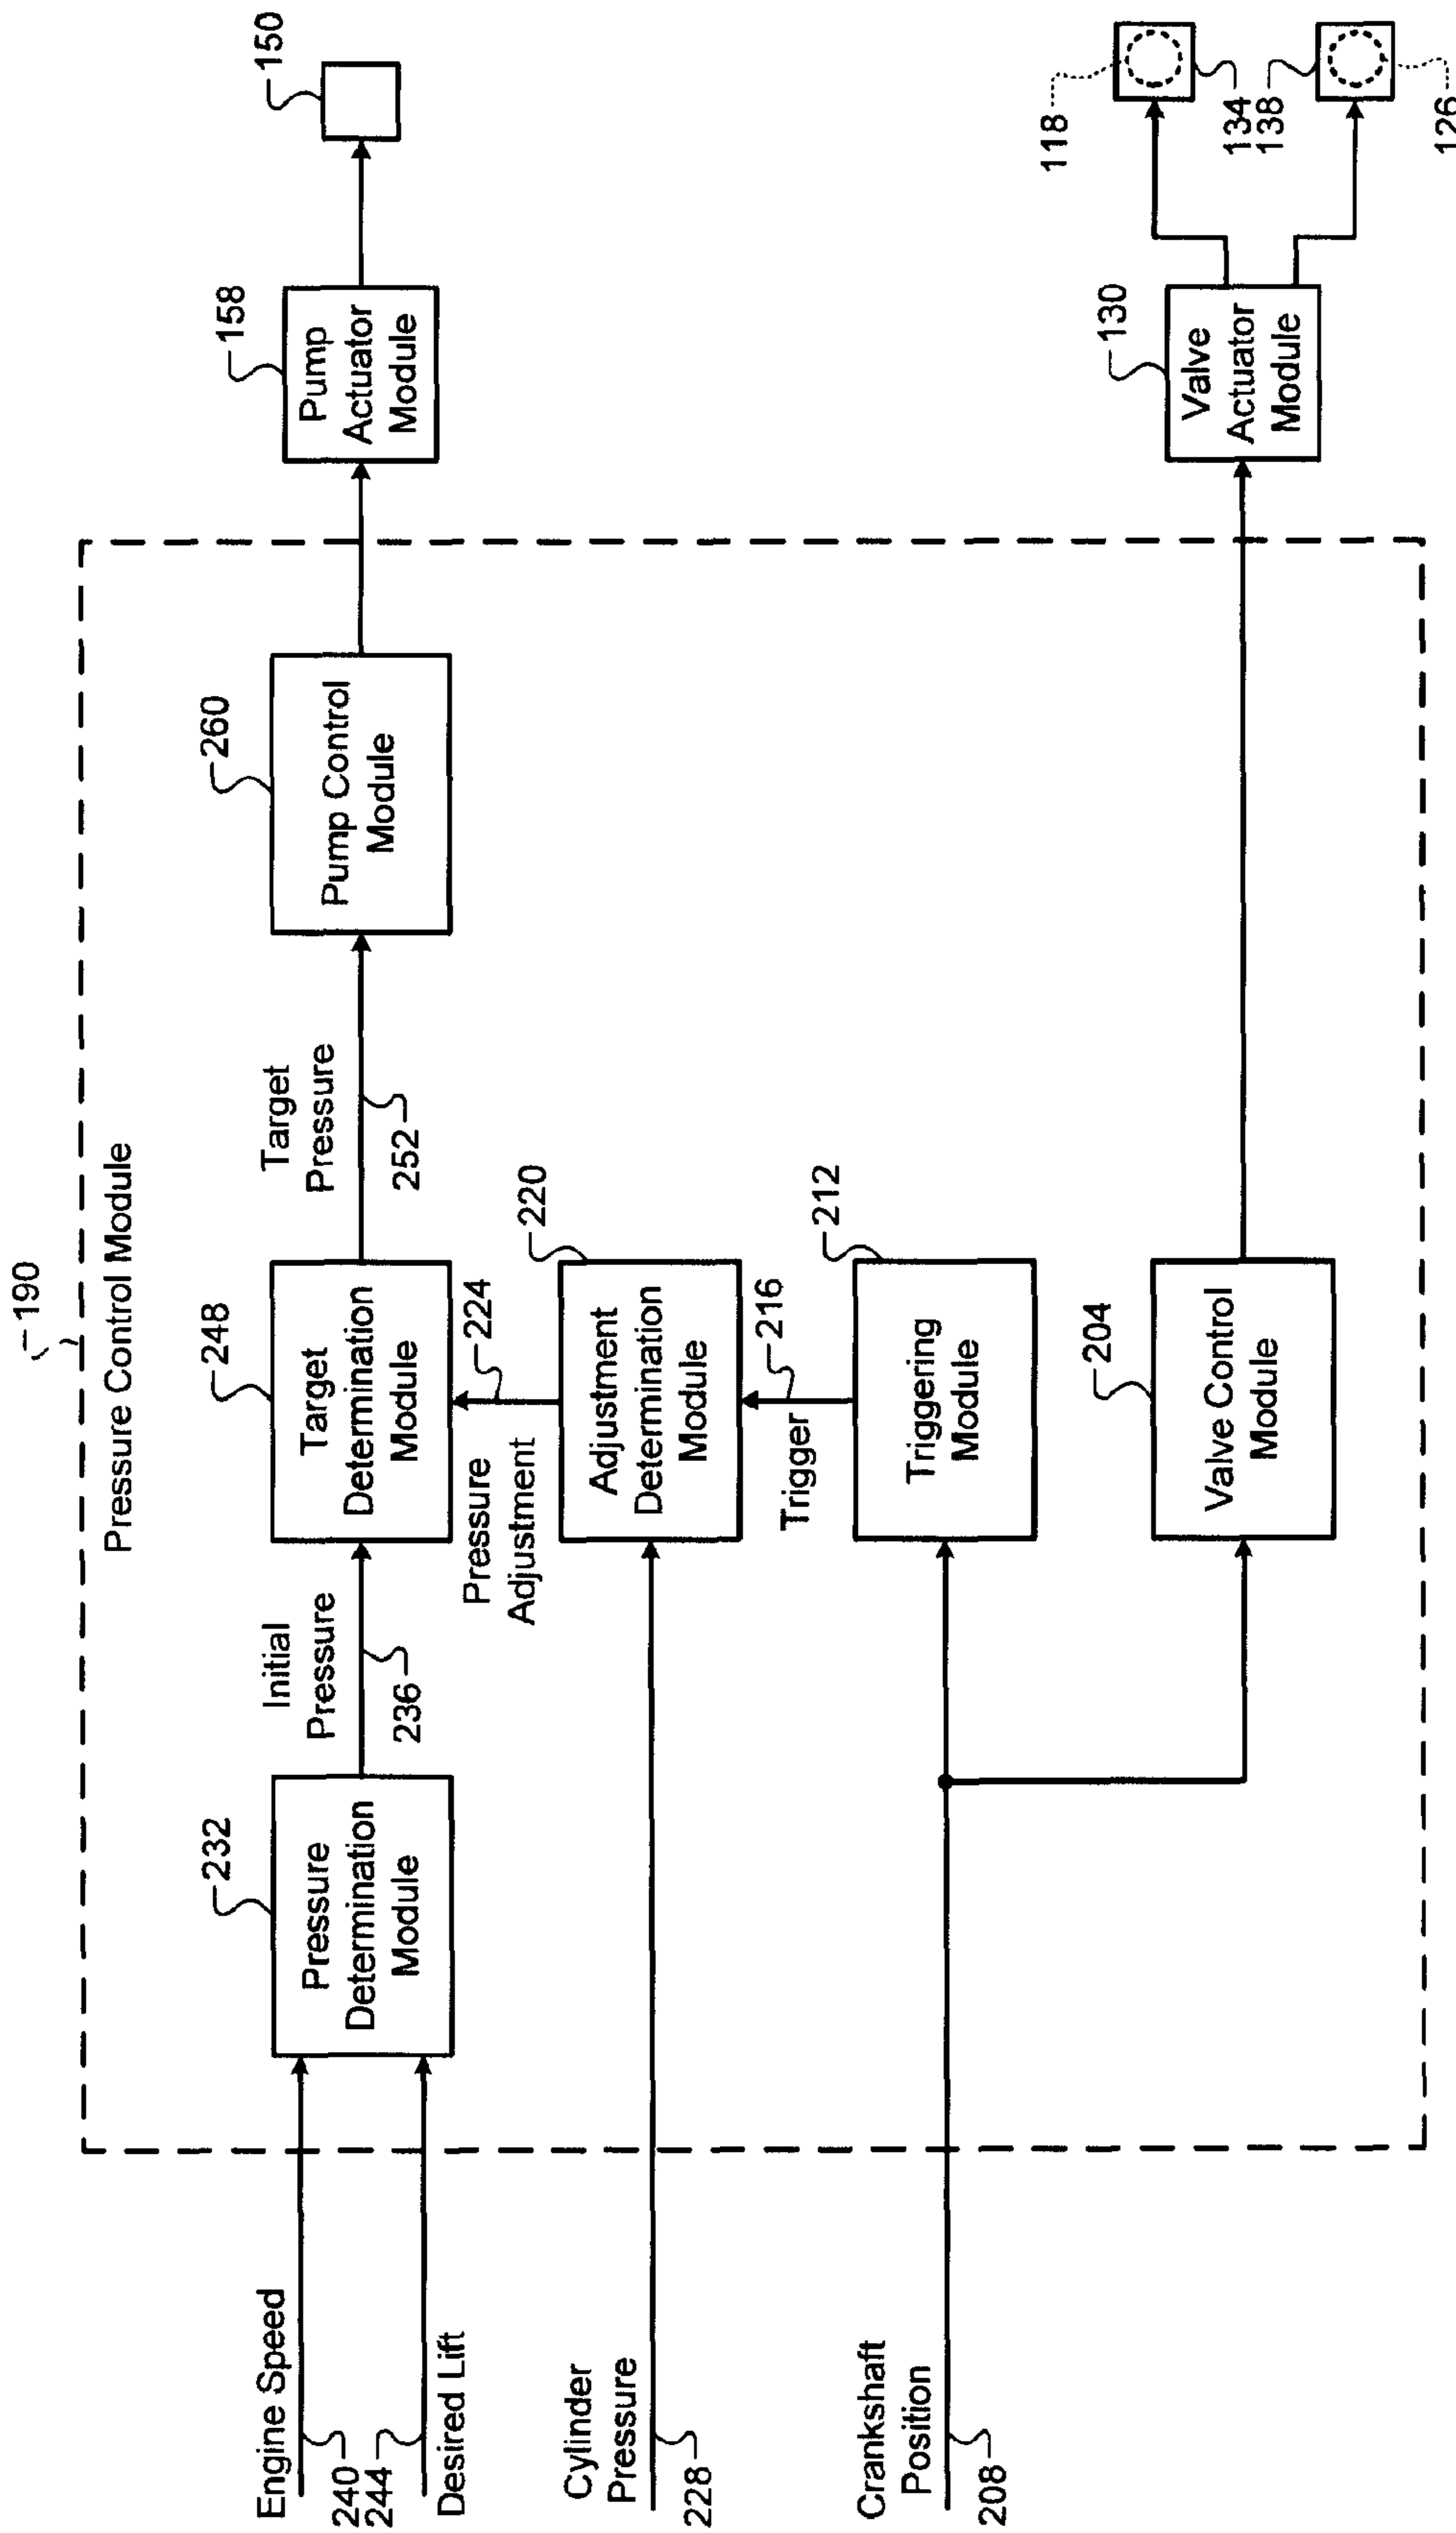 190
Pressure Control Module
Engine Speed
240
244
Desired Lift
232
Pressure
Determination
Module
Initial
Pressure
236
248
Target
Determination
Module
Target
Pressure
252
260
Pump Control
Module
158
Pump
Actuator
Module
150
Pressure
Adjustment
224
Cylinder
Pressure
228
220
Adjustment
Determination
Module
Trigger
216
Crankshaft
Position
208
212
Triggering
Module
204
Valve Control
Module
130
Valve
Actuator
Module
118
134
138
126